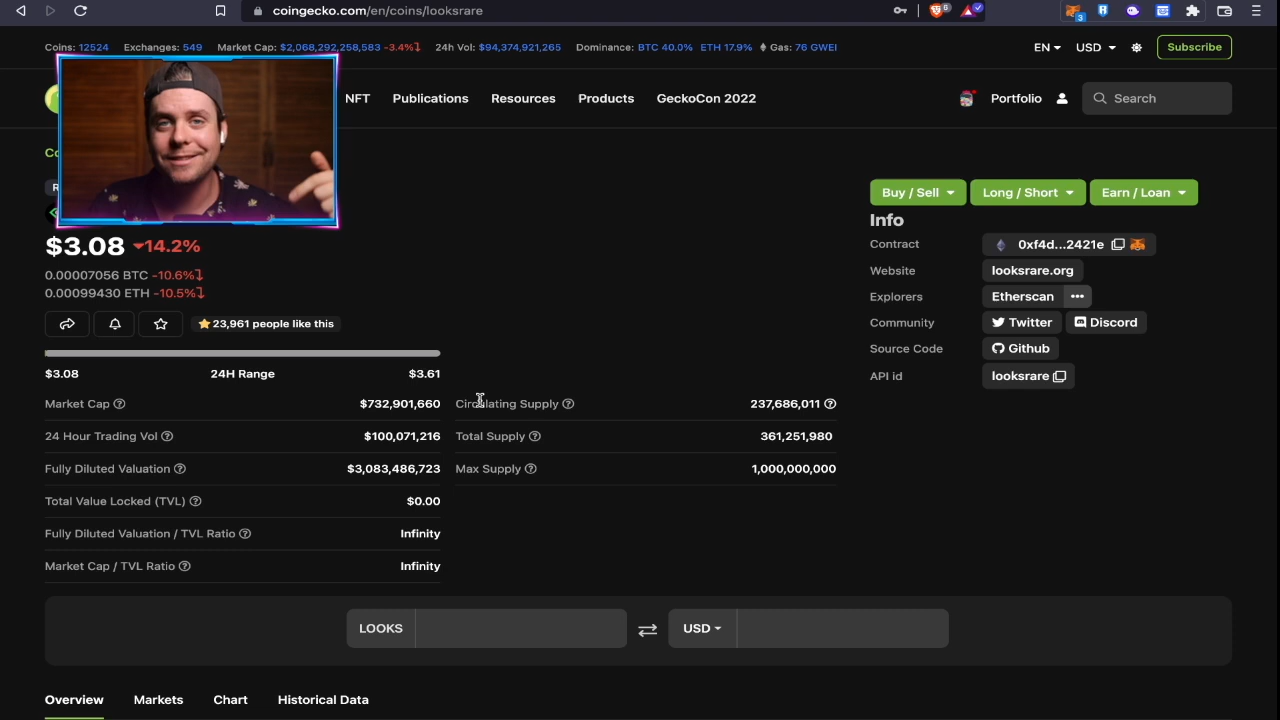 coingecko.com/en/coins/looksrare
6
3
Coins: 12524 Exchanges: 549 Market Cap: $2,068,292,258,583 -3.4% 24h Vol: $94,374,921,265 Dominance: BTC 40.0% ETH 17.9% Gas: 76 GWEI
EN USD Subscribe
NFT Publications Resources Products GeckoCon 2022 Portfolio Search
Co
R
Buy / Sell Long / Short Earn / Loan
$3.08 14.2%
0.00007056 BTC -10.6%
0.00099430 ETH -10.5%
23,961 people like this
$3.08 24H Range $3.61
Market Cap $732,901,660
24 Hour Trading Vol $100,071,216
Fully Diluted Valuation $3,083,486,723
Total Value Locked (TVL) $0.00
Fully Diluted Valuation / TVL Ratio Infinity
Market Cap / TVL Ratio Infinity
Circulating Supply 237,686,011
Total Supply 361,251,980
Max Supply 1,000,000,000
Info
Contract 0xf4d...2421e
Website looksrare.org
Explorers Etherscan
Community Twitter Discord
Source Code Github
API id looksrare
LOOKS USD
Overview Markets Chart Historical Data